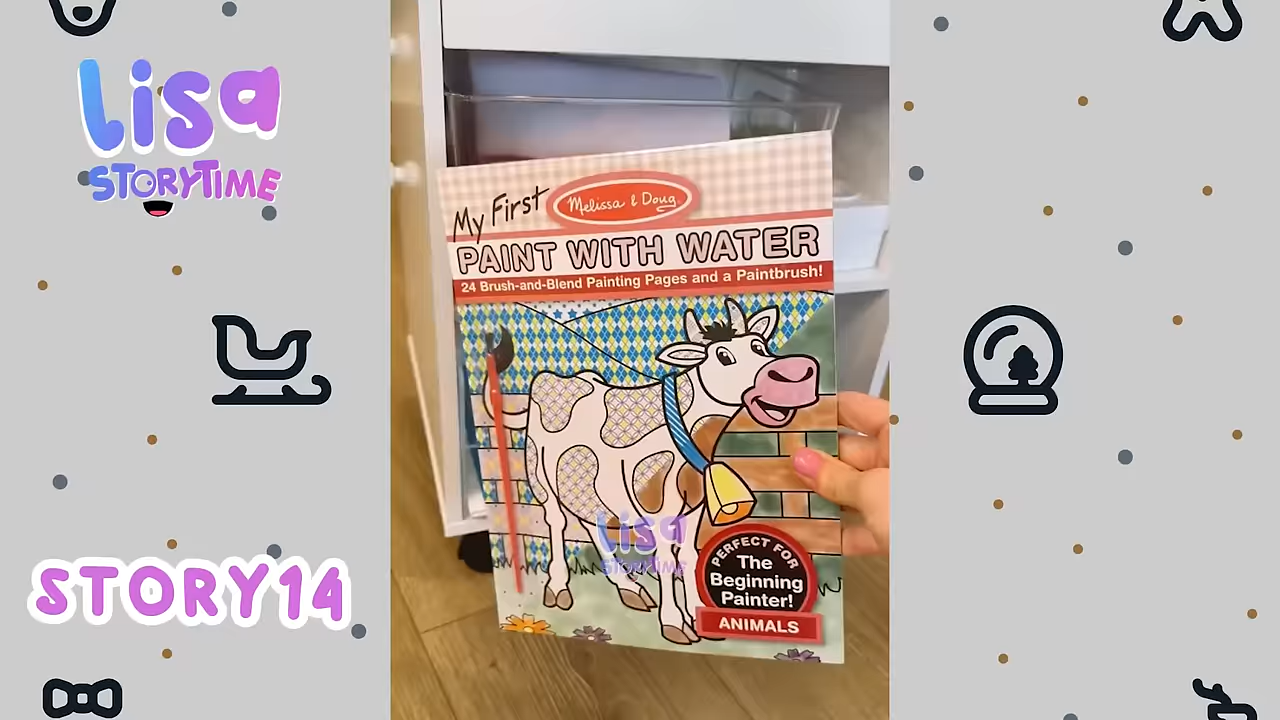 Lisa
STORYTIME
My First
Melissa & Doug
PAINT WITH WATER
24 Brush-and-Blend Painting Pages and a Paintbrush!
Lisa
STORYTIME
PERFECT FOR
The
Beginning
Painter!
ANIMALS
STORY14